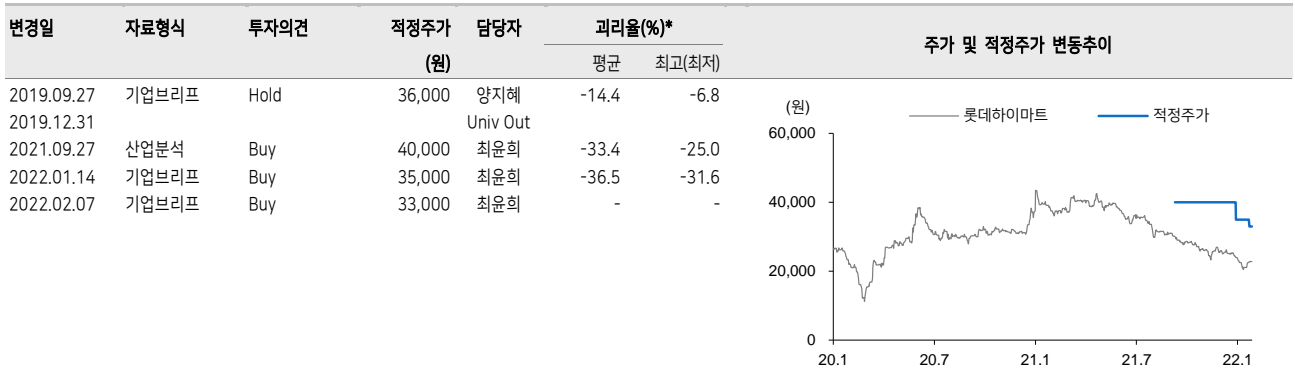 변경일 자료형식 투자의견 적정주가 담당자 괴리율(%)* 주가 및 적정주가 변동추이
(원) 평균 최고(최저)
2019.09.27 기업브리프 Hold 36,000 양지혜 -14.4 -6.8
2019.12.31 Univ Out
2021.09.27 산업분석 Buy 40,000 최윤희 -33.4 -25.0
2022.01.14 기업브리프 Buy 35,000 최윤희 -36.5 -31.6
2022.02.07 기업브리프 Buy 33,000 최윤희 - -
(원) 롯데하이마트 적정주가
60,000
40,000
20,000
0
20.1 20.7 21.1 21.7 22.1